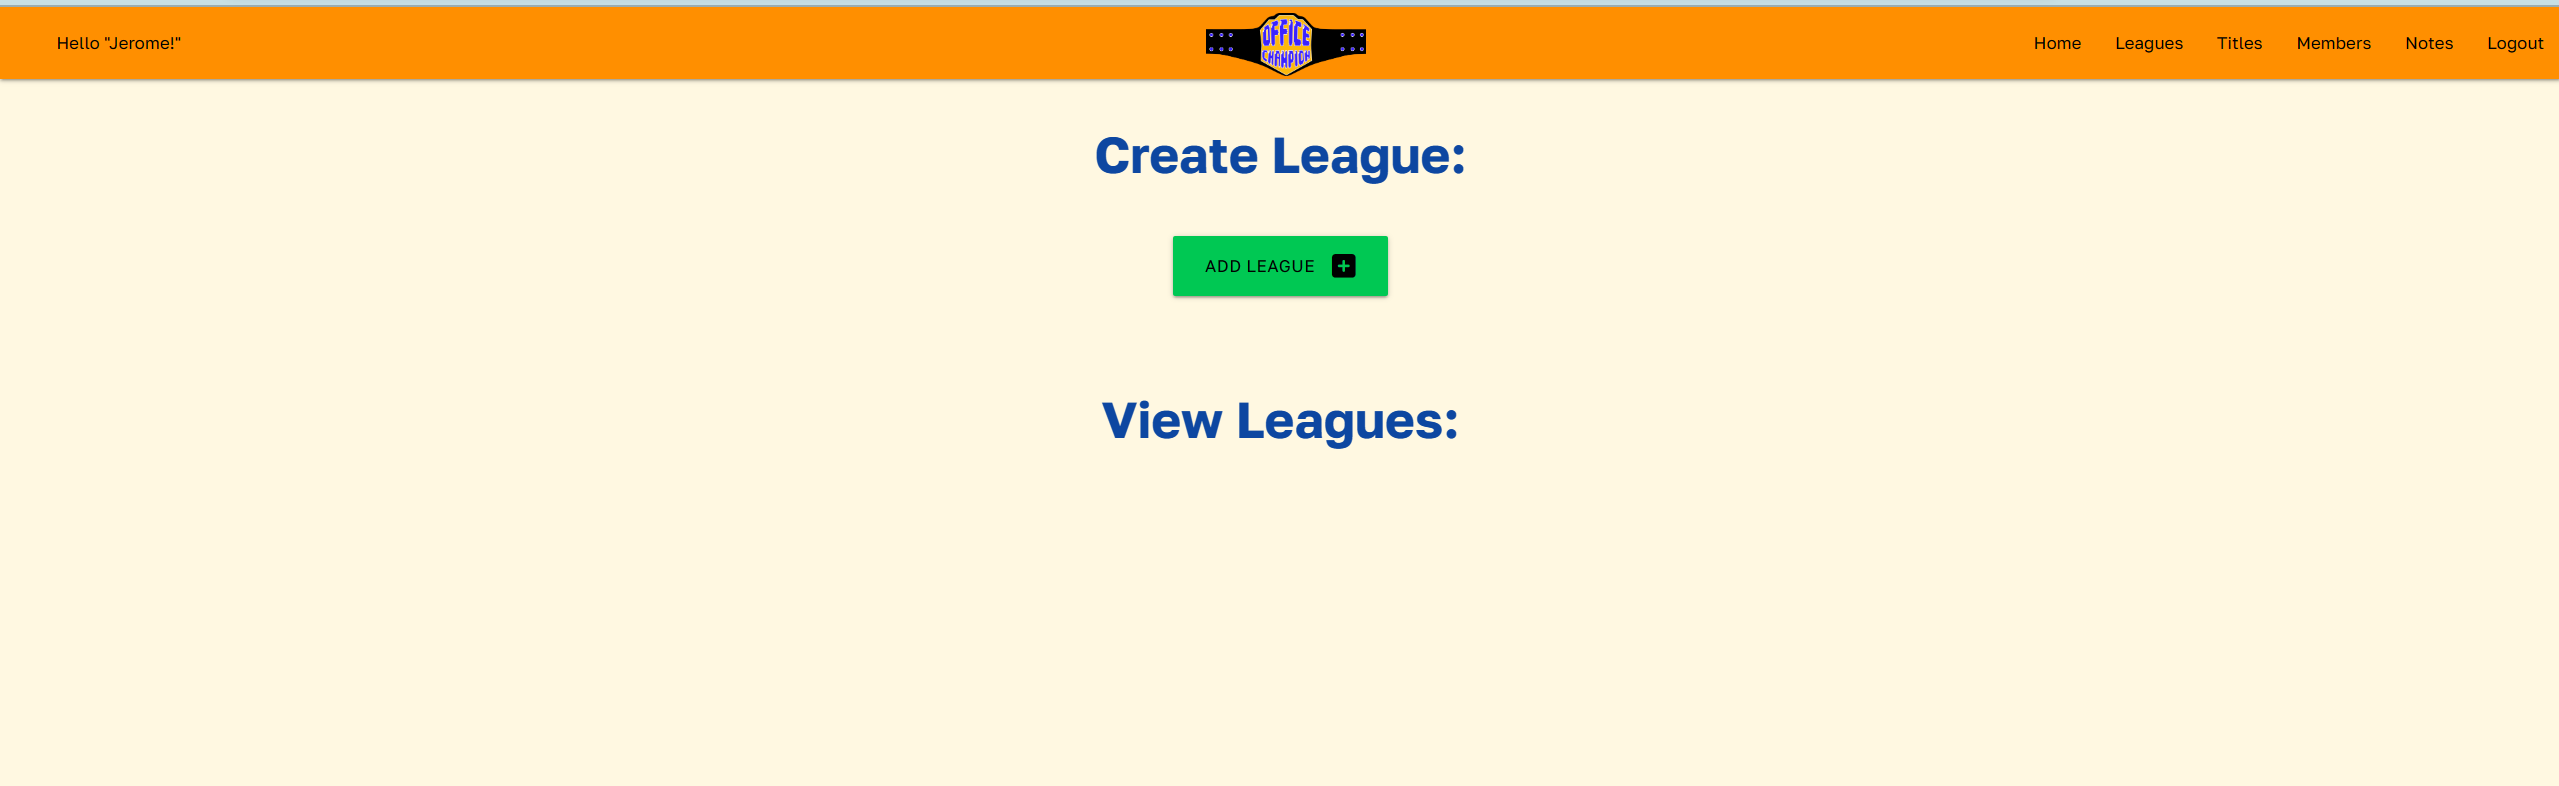 Hello "Jerome!"
OFFICE
CHAMPION
Home Leagues Titles Members Notes Logout
Create League:
ADD LEAGUE
View Leagues: